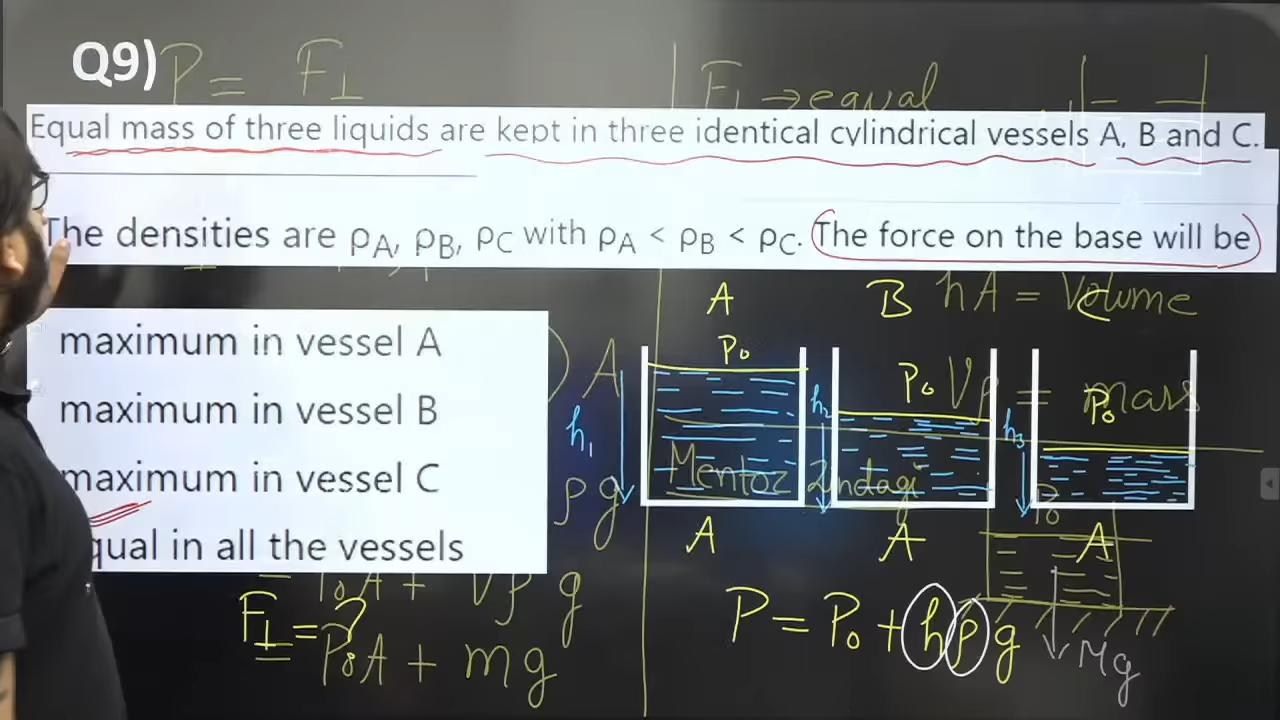 Q9) P = F⊥
F⊥ → equal
Equal mass of three liquids are kept in three identical cylindrical vessels A, B and C.
The densities are ρA, ρB, ρC with ρA < ρB < ρC. The force on the base will be
A B hA = Volume
C
maximum in vessel A
maximum in vessel B
maximum in vessel C
qual in all the vessels
) A
ρg
P₀ P₀ P₀
Vρ = mass
h₁ h₂ h₃
Mentor Zindagi
A A A
P₀
= P₀A + Vρ g
F⊥ = ?
P₀A + mg
P = P₀ + hρg
Mg